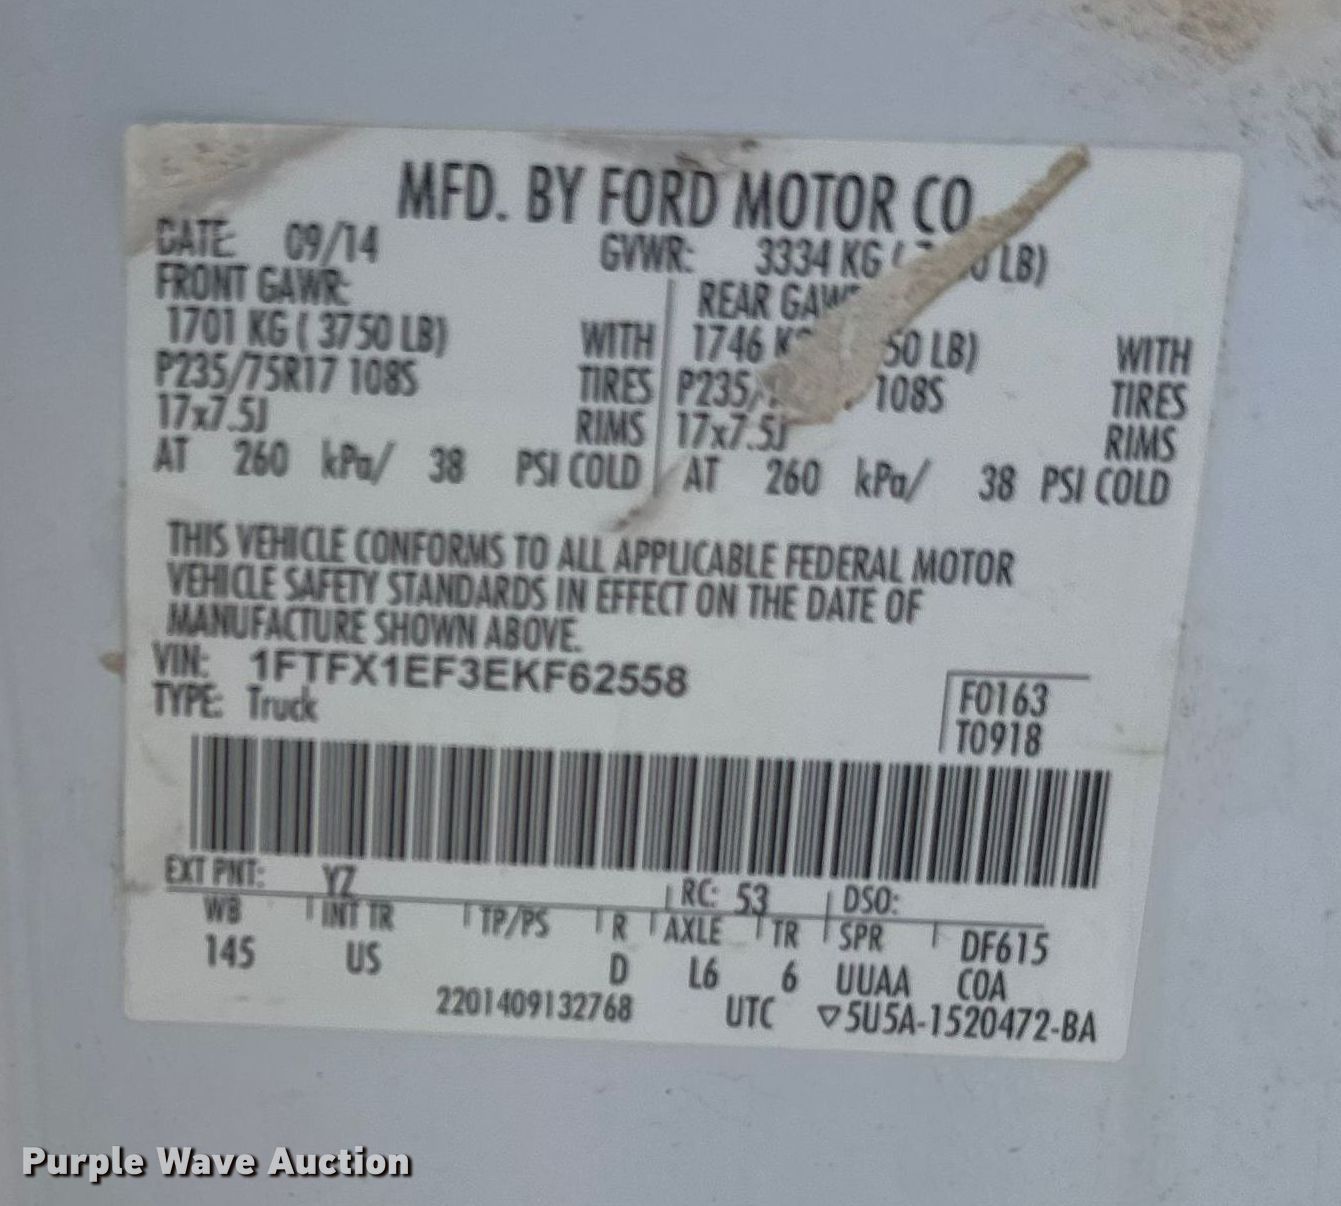 MFD. BY FORD MOTOR CO
DATE: 09/14 GVWR: 3334 KG ( LB)
FRONT GAWR: REAR
1701 KG ( 3750 LB) WITH 1746 LB) WITH
P235/75R17 108S TIRES 108S TIRES
17x7.5J RIMS 17x7.5J RIMS
AT 260 kPa/ 38 PSI COLD AT 260 kPa/ 38 PSI COLD
THIS VEHICLE CONFORMS TO ALL APPLICABLE FEDERAL MOTOR
VEHICLE SAFETY STANDARDS IN EFFECT ON THE DATE OF
MANUFACTURE SHOWN ABOVE.
VIN: 1FTFX1EF3EKF62558
TYPE: Truck
F0163
T0918
EXT PNT: YZ RC: 53 DSO:
WB INT TR TP/PS R AXLE TR SPR DF615
145 US D L6 6 UUAA COA
2201409132768 UTC ▽5U5A-1520472-BA
Purple Wave Auction